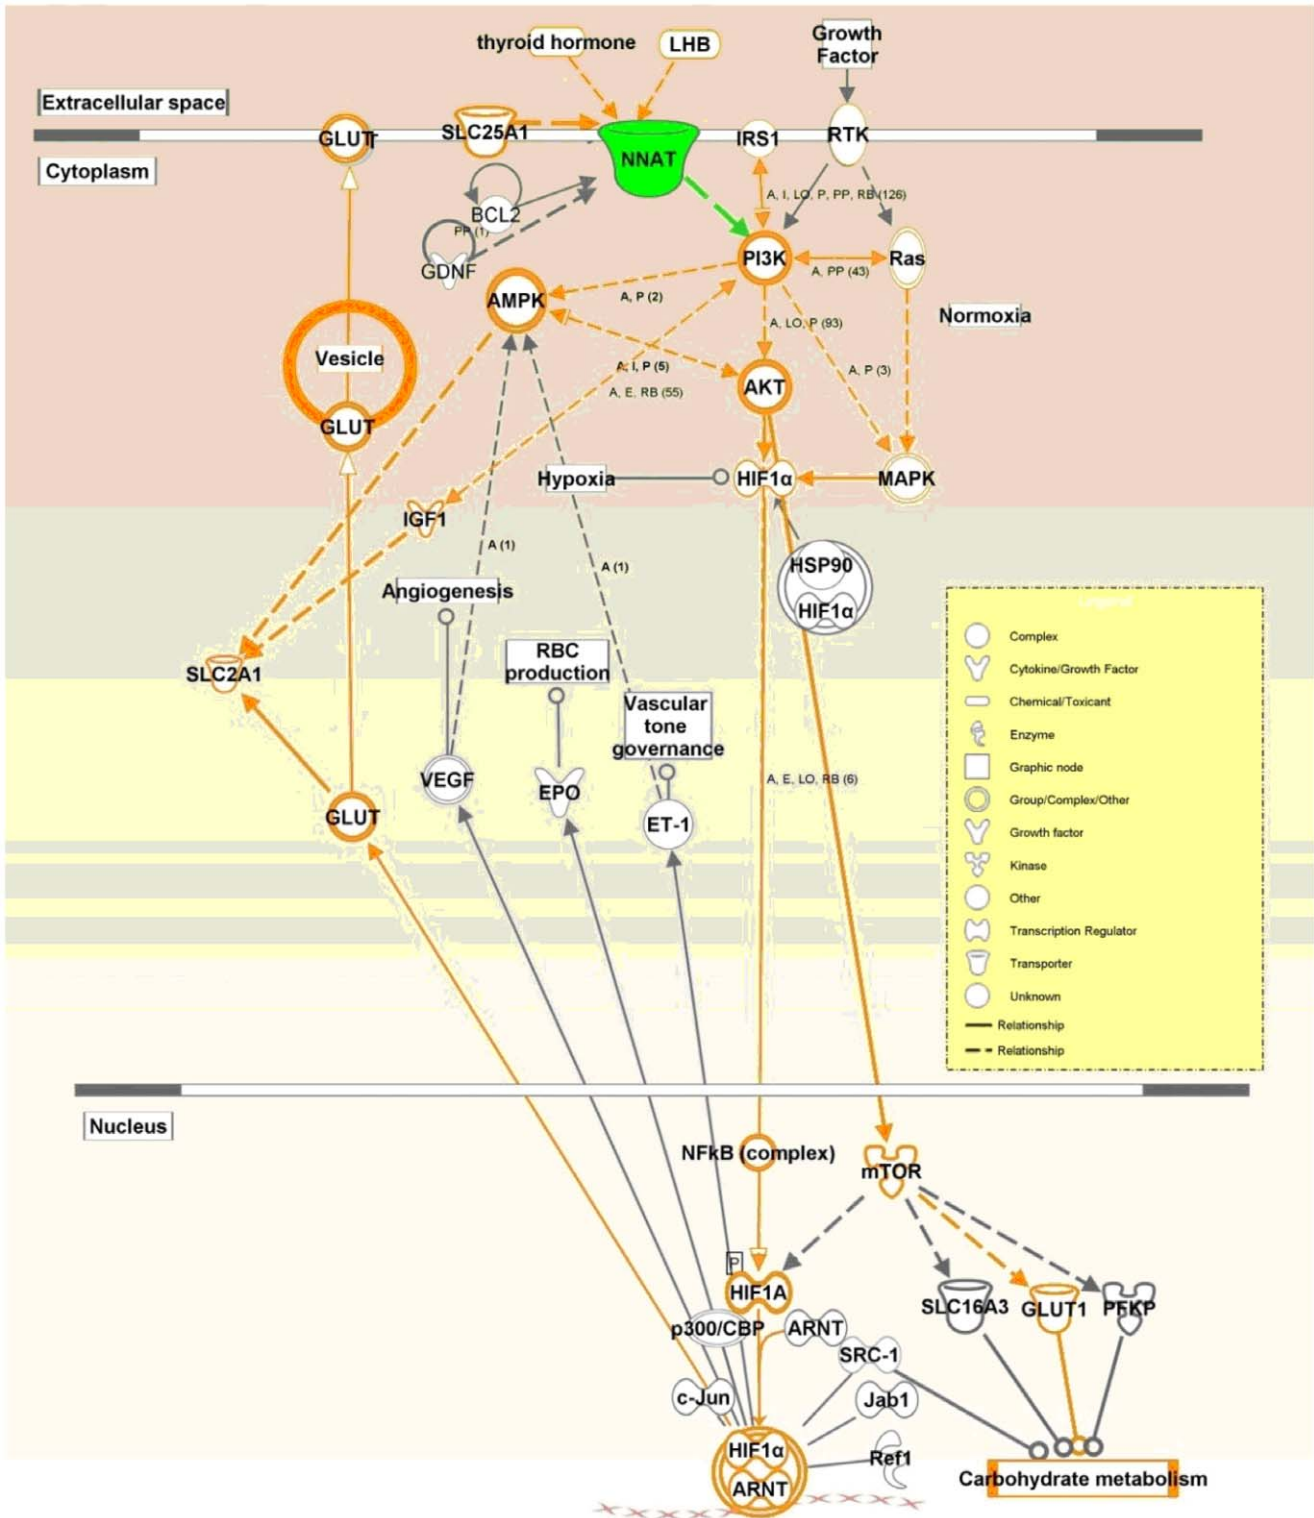 thyroid hormone
LHB
Growth
Factor
Extracellular space
SLC25A1
GLUT
NNAT
IRS1
RTK
Cytoplasm
A, I, LO, P, PP, RB (126)
BCL2
PP (1)
GDNF
PI3K
Ras
A, PP (43)
AMPK
A, P (2)
Normoxia
A, LO, P (93)
Vesicle
A, I, P (5)
A, P (3)
A, E, RB (55)
AKT
GLUT
Hypoxia
HIF1α
MAPK
IGF1
A (1)
A (1)
HSP90
HIF1α
Angiogenesis
Legend
Complex
Cytokine/Growth Factor
Chemical/Toxicant
Enzyme
Graphic node
Group/Complex/Other
Growth factor
Kinase
Other
Transcription Regulator
Transporter
Unknown
Relationship
Relationship
RBC
production
SLC2A1
Vascular
tone
governance
VEGF
EPO
A, E, LO, RB (6)
GLUT
ET-1
Nucleus
NFkB (complex)
mTOR
P
HIF1A
SLC16A3
GLUT1
PFKP
p300/CBP
ARNT
SRC-1
c-Jun
Jab1
HIF1α
Ref1
ARNT
Carbohydrate metabolism